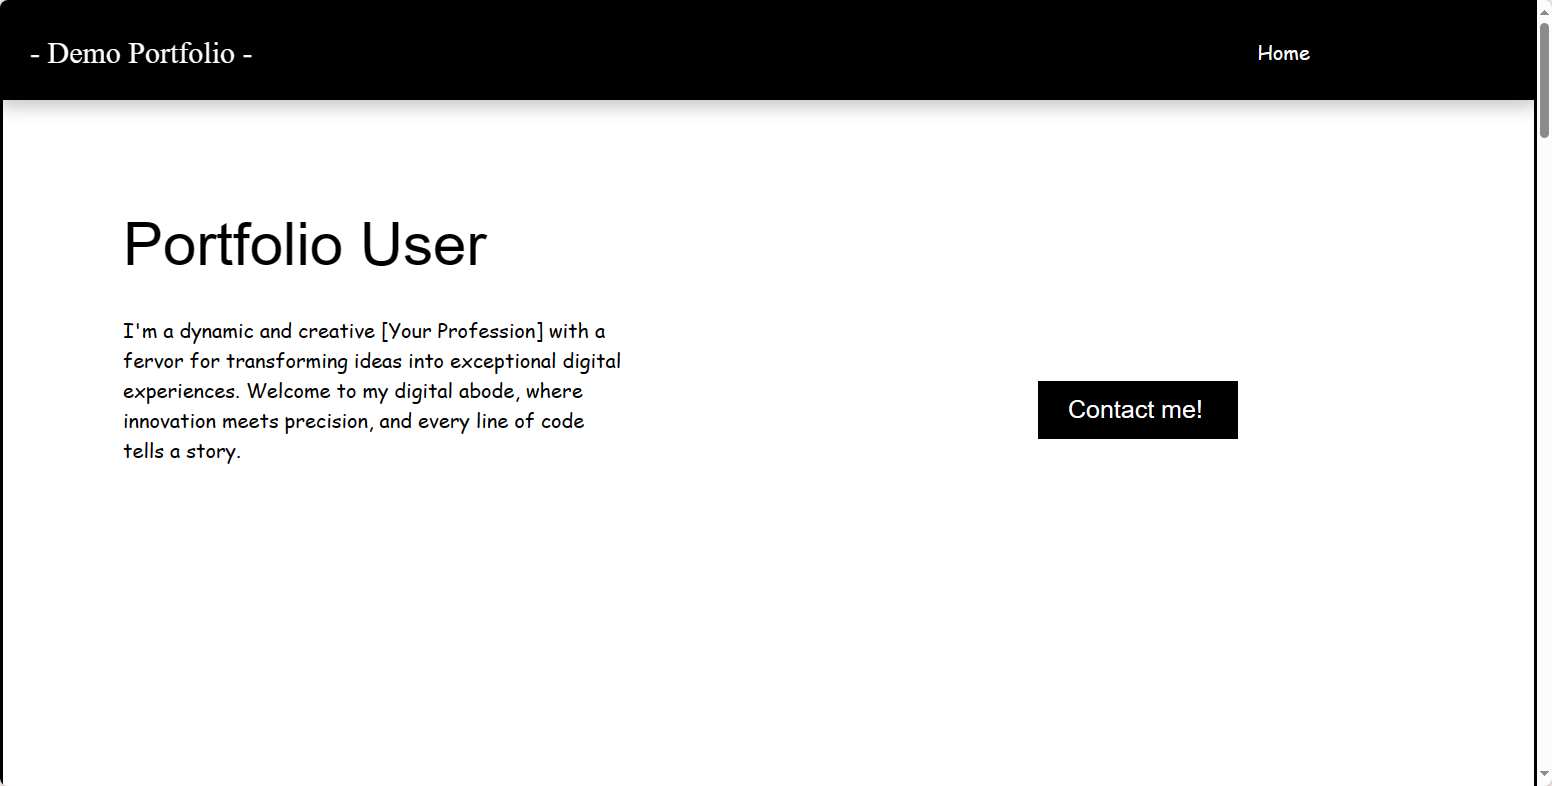 - Demo Portfolio -
Home
Portfolio User
I'm a dynamic and creative [Your Profession] with a
fervor for transforming ideas into exceptional digital
experiences. Welcome to my digital abode, where
innovation meets precision, and every line of code
tells a story.
Contact me!